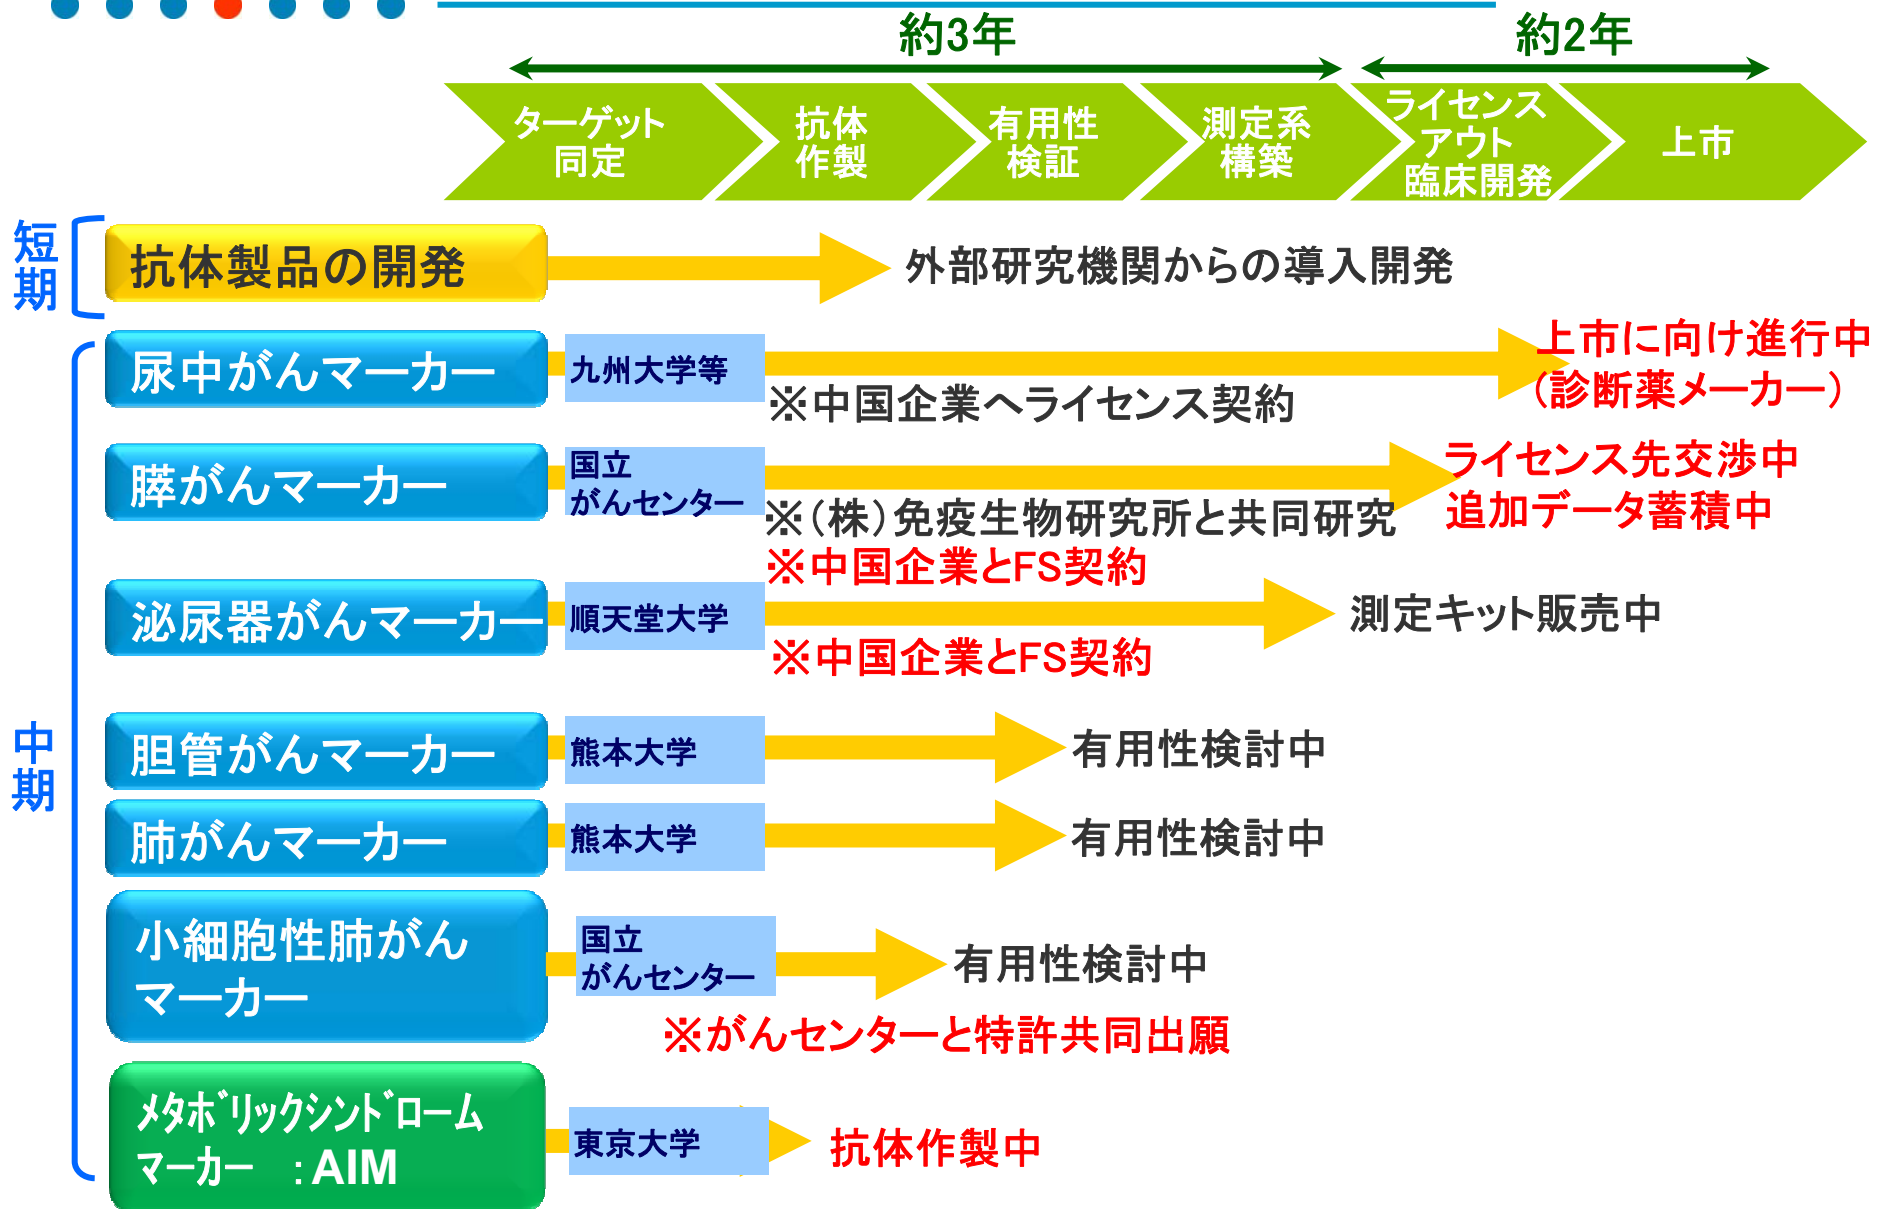 約3年
約2年
ターゲット
同定
抗体
作製
有用性
検証
測定系
構築
ライセンス
アウト
臨床開発
上市
短期
抗体製品の開発
外部研究機関からの導入開発
中期
尿中がんマーカー
九州大学等
上市に向け進行中
（診断薬メーカー）
※中国企業へライセンス契約
膵がんマーカー
国立
がんセンター
ライセンス先交渉中
追加データ蓄積中
※（株）免疫生物研究所と共同研究
※中国企業とFS契約
泌尿器がんマーカー
順天堂大学
測定キット販売中
※中国企業とFS契約
胆管がんマーカー
熊本大学
有用性検討中
肺がんマーカー
熊本大学
有用性検討中
小細胞性肺がん
マーカー
国立
がんセンター
有用性検討中
※がんセンターと特許共同出願
ﾒﾀﾎﾞﾘｯｸｼﾝﾄﾞﾛｰﾑ
ﾏｰｶｰ ：AIM
東京大学
抗体作製中